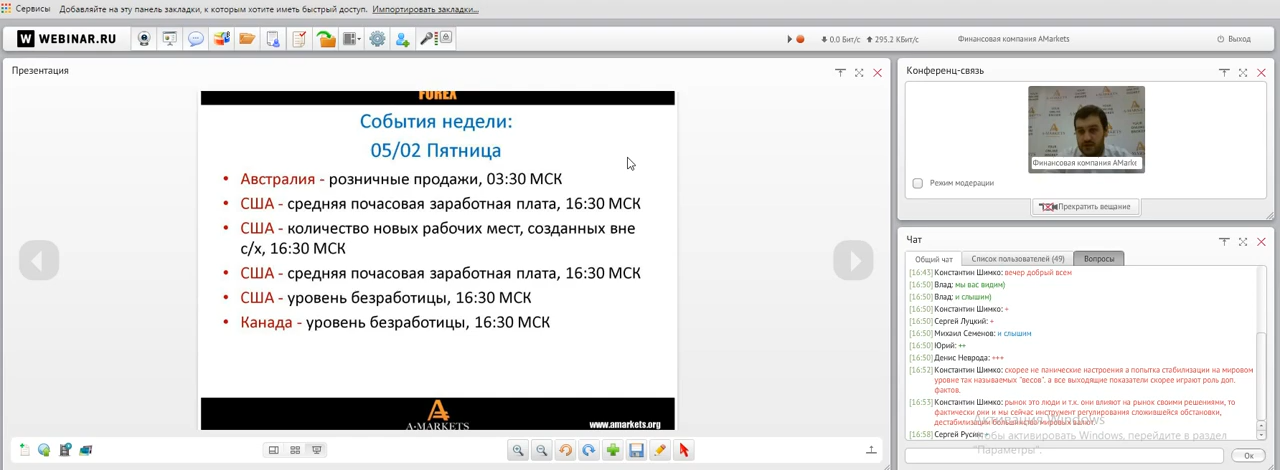 Сервисы Добавляйте на эту панель закладки, к которым хотите иметь быстрый доступ. Импортировать закладки...
W WEBINAR.RU
0.0 Бит/с 295.2 КБит/с
Финансовая компания AMarkets
Выход
Презентация
FOREX
События недели:
05/02 Пятница
• Австралия - розничные продажи, 03:30 МСК
• США - средняя почасовая заработная плата, 16:30 МСК
• США - количество новых рабочих мест, созданных вне
с/х, 16:30 МСК
• США - средняя почасовая заработная плата, 16:30 МСК
• США - уровень безработицы, 16:30 МСК
• Канада - уровень безработицы, 16:30 МСК
A-MARKETS
www.amarkets.org
Конференц-связь
Финансовая компания AMarke
Режим модерации
Прекратить вещание
Чат
Общий чат Список пользователей (49) Вопросы
[16:43] Константин Шимко: вечер добрый всем
[16:50] Влад: мы вас видим)
[16:50] Влад: и слышим)
[16:50] Константин Шимко: +
[16:50] Сергей Луцкий: +
[16:50] Михаил Семенов: и слышим
[16:50] Юрий: ++
[16:50] Денис Неврода: +++
[16:52] Константин Шимко: скорее не панические настроения а попытка стабилизации на мировом
уровне так называемых "весов". а все выходящие показатели скорее играют роль доп.
фактов.
[16:53] Константин Шимко: рынок это люди и т.к. они влияют на рынок своими решениями, то
фактически они и мы сейчас инструмент регулирования сложившейся обстановки,
дестабилизации большинства мировых валют.
[16:58] Сергей Русин: +
Активация Windows
Чтобы активировать Windows, перейдите в раздел
"Параметры".
Ок